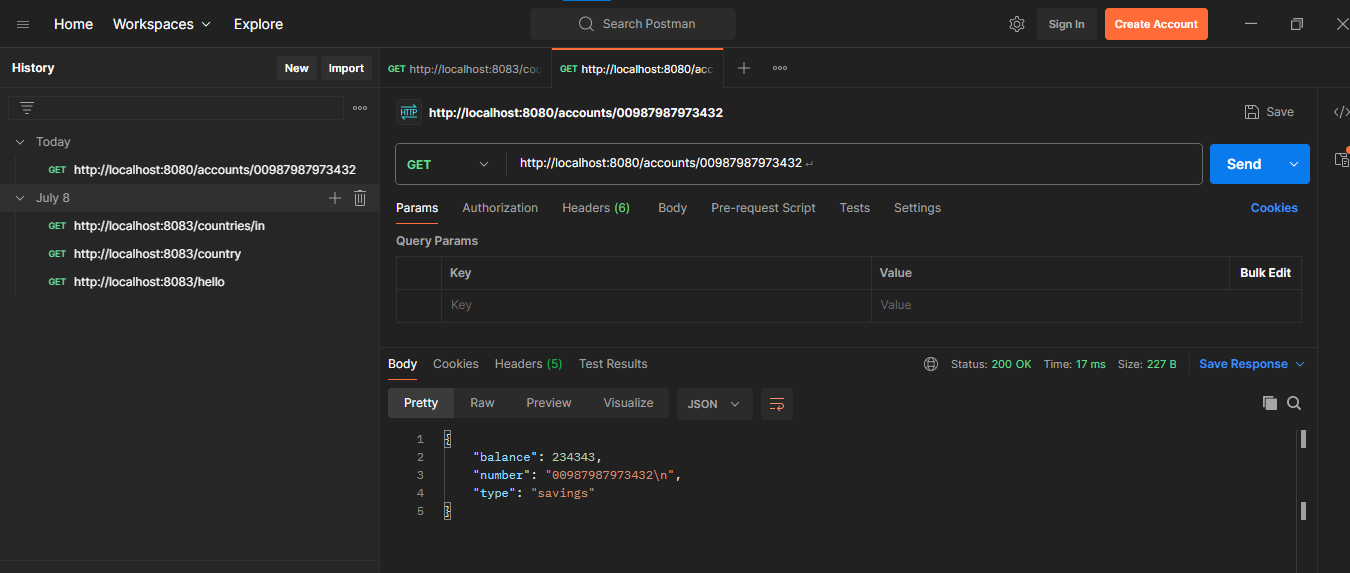 Home Workspaces Explore Search Postman Sign In Create Account
History New Import GET http://localhost:8083/cou GET http://localhost:8080/acc
HTTP http://localhost:8080/accounts/00987987973432 Save
Today
GET http://localhost:8080/accounts/00987987973432
July 8
GET http://localhost:8083/countries/in
GET http://localhost:8083/country
GET http://localhost:8083/hello
GET http://localhost:8080/accounts/00987987973432 ↵ Send
Params Authorization Headers (6) Body Pre-request Script Tests Settings Cookies
Query Params
Key Value Bulk Edit
Key Value
Body Cookies Headers (5) Test Results Status: 200 OK Time: 17 ms Size: 227 B Save Response
Pretty Raw Preview Visualize JSON
1 {
2 "balance": 234343,
3 "number": "00987987973432\n",
4 "type": "savings"
5 }